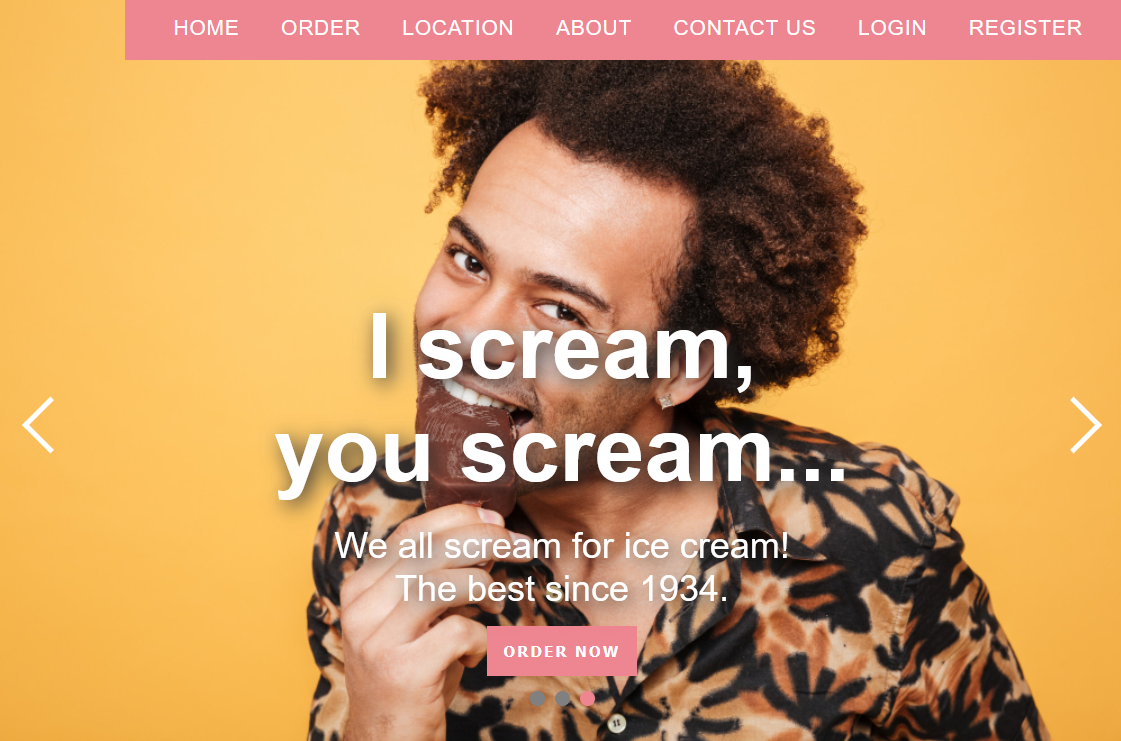 HOME ORDER LOCATION ABOUT CONTACT US LOGIN REGISTER
I scream,
you scream...
We all scream for ice cream!
The best since 1934.
ORDER NOW